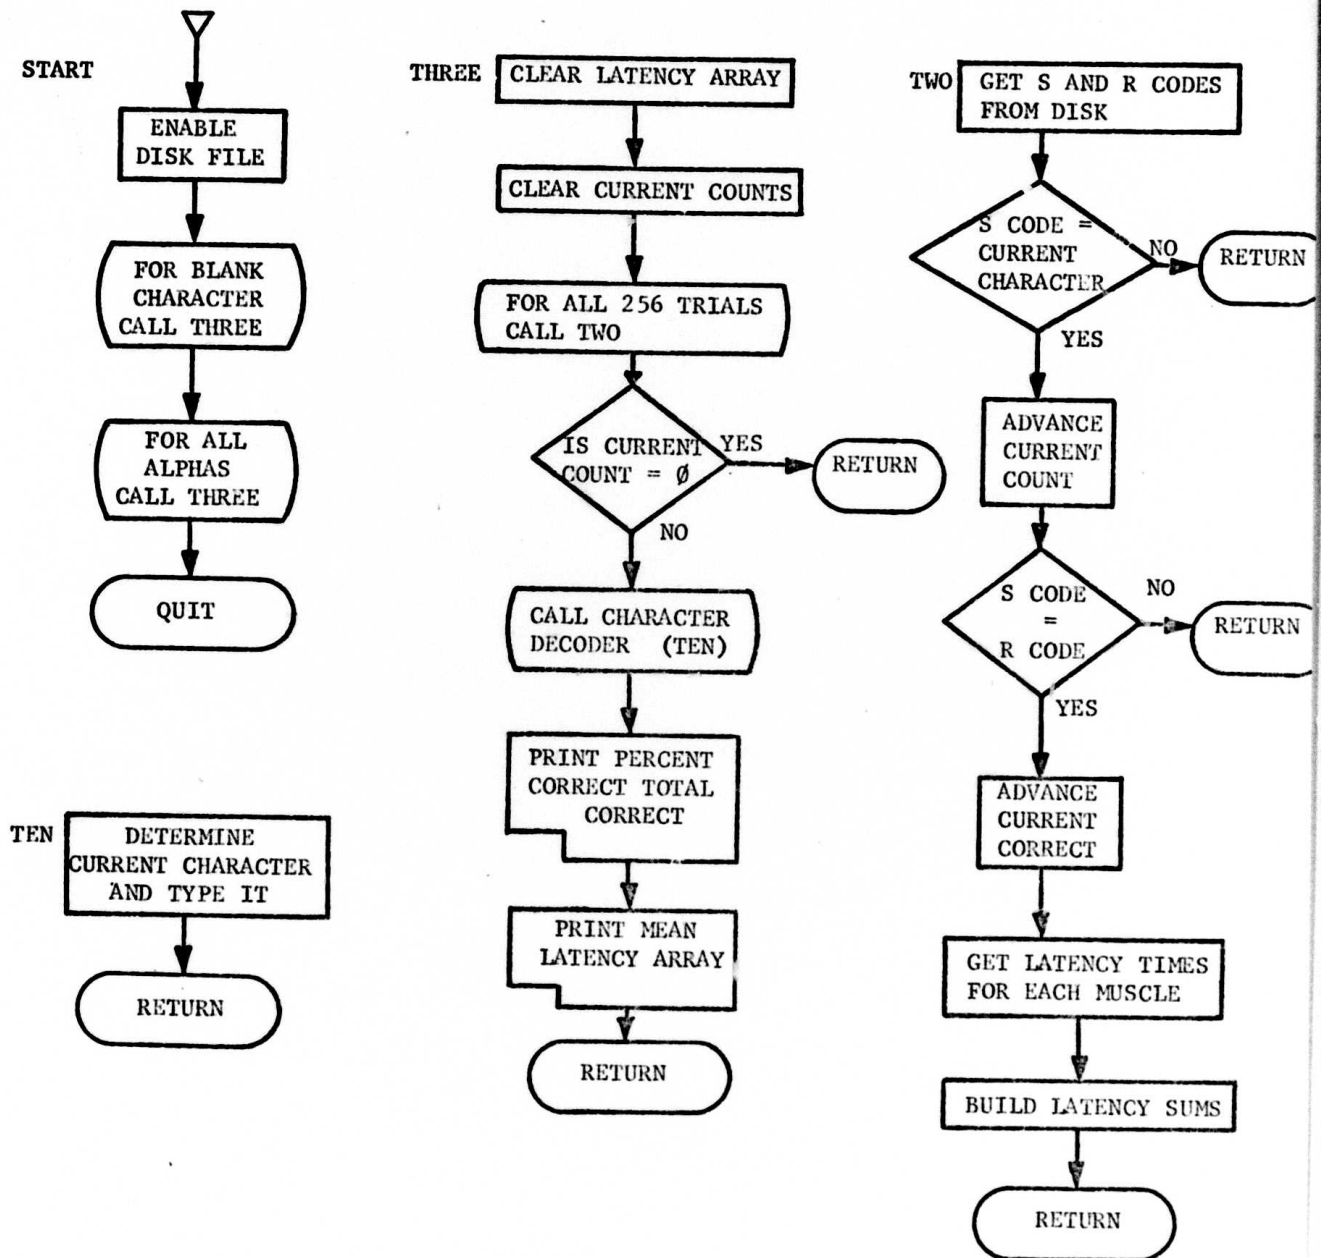 START
ENABLE
DISK FILE
FOR BLANK
CHARACTER
CALL THREE
FOR ALL
ALPHAS
CALL THREE
QUIT
TEN
DETERMINE
CURRENT CHARACTER
AND TYPE IT
RETURN
THREE
CLEAR LATENCY ARRAY
CLEAR CURRENT COUNTS
FOR ALL 256 TRIALS
CALL TWO
IS CURRENT
COUNT = Ø
YES
RETURN
NO
CALL CHARACTER
DECODER (TEN)
PRINT PERCENT
CORRECT TOTAL
CORRECT
PRINT MEAN
LATENCY ARRAY
RETURN
TWO
GET S AND R CODES
FROM DISK
S CODE =
CURRENT
CHARACTER
NO
RETURN
YES
ADVANCE
CURRENT
COUNT
S CODE
=
R CODE
NO
RETURN
YES
ADVANCE
CURRENT
CORRECT
GET LATENCY TIMES
FOR EACH MUSCLE
BUILD LATENCY SUMS
RETURN